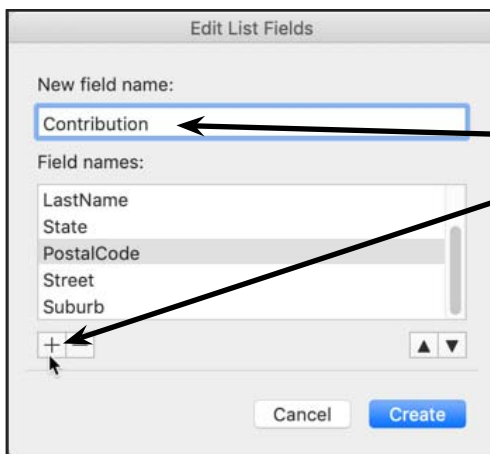 Edit List Fields
New field name:
Contribution
Field names:
LastName
State
PostalCode
Street
Suburb
+ −
▲ ▼
Cancel Create